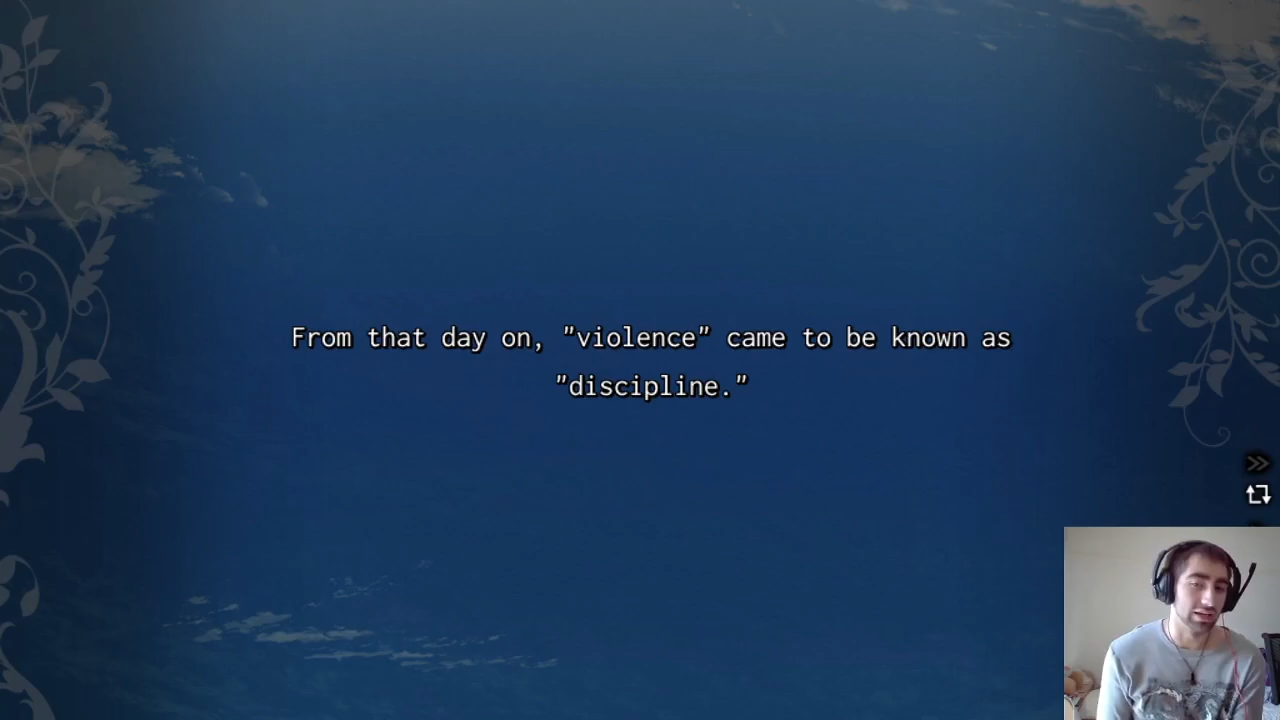 From that day on, "violence" came to be known as
"discipline."